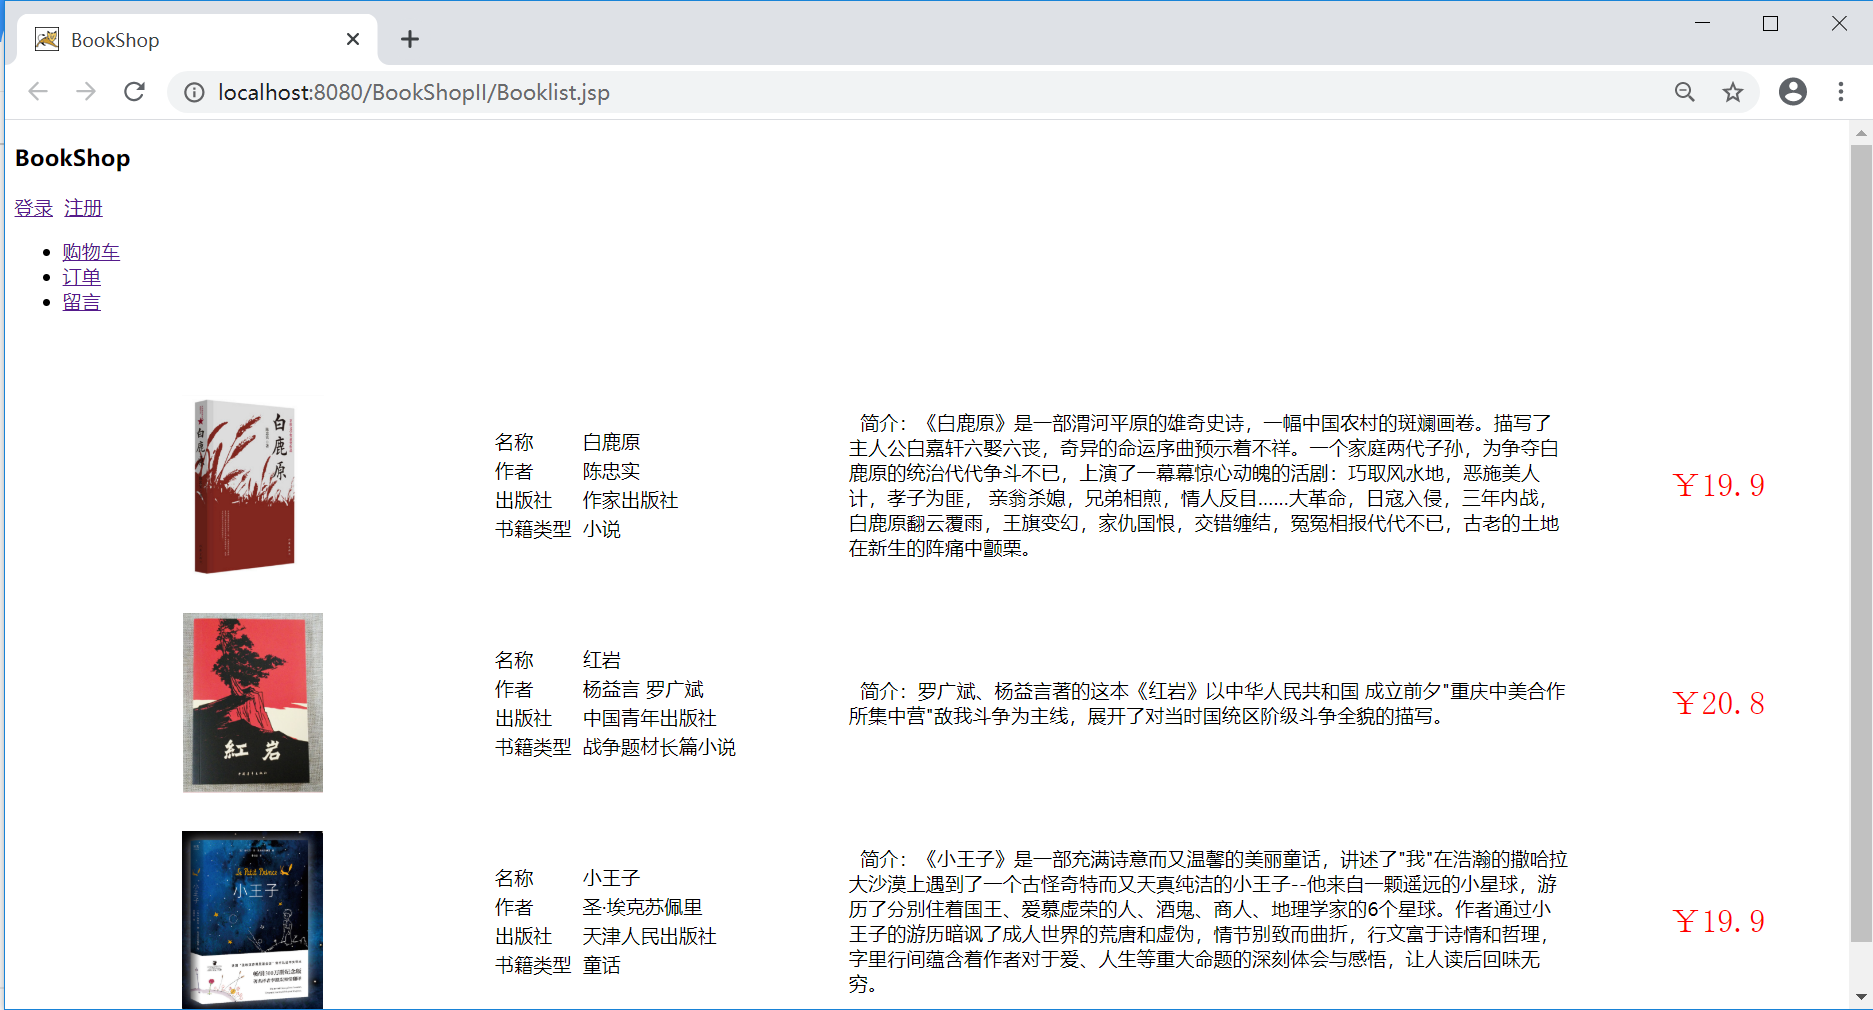 BookShop
localhost:8080/BookShopII/Booklist.jsp
BookShop
登录 注册
购物车
订单
留言
白鹿原
白鹿
名称 白鹿原
作者 陈忠实
出版社 作家出版社
书籍类型 小说
简介：《白鹿原》是一部渭河平原的雄奇史诗，一幅中国农村的斑斓画卷。描写了
主人公白嘉轩六娶六丧，奇异的命运序曲预示着不祥。一个家庭两代子孙，为争夺白
鹿原的统治代代争斗不已，上演了一幕幕惊心动魄的活剧：巧取风水地，恶施美人
计，孝子为匪， 亲翁杀媳，兄弟相煎，情人反目......大革命，日寇入侵，三年内战，
白鹿原翻云覆雨，王旗变幻，家仇国恨，交错缠结，冤冤相报代代不已，古老的土地
在新生的阵痛中颤栗。
￥19.9
紅岩
名称 红岩
作者 杨益言 罗广斌
出版社 中国青年出版社
书籍类型 战争题材长篇小说
简介：罗广斌、杨益言著的这本《红岩》以中华人民共和国 成立前夕"重庆中美合作
所集中营"敌我斗争为主线，展开了对当时国统区阶级斗争全貌的描写。
￥20.8
Le Petit Prince
小王子
名称 小王子
作者 圣·埃克苏佩里
出版社 天津人民出版社
书籍类型 童话
简介：《小王子》是一部充满诗意而又温馨的美丽童话，讲述了"我"在浩瀚的撒哈拉
大沙漠上遇到了一个古怪奇特而又天真纯洁的小王子--他来自一颗遥远的小星球，游
历了分别住着国王、爱慕虚荣的人、酒鬼、商人、地理学家的6个星球。作者通过小
王子的游历暗讽了成人世界的荒唐和虚伪，情节别致而曲折，行文富于诗情和哲理，
字里行间蕴含着作者对于爱、人生等重大命题的深刻体会与感悟，让人读后回味无
穷。
￥19.9